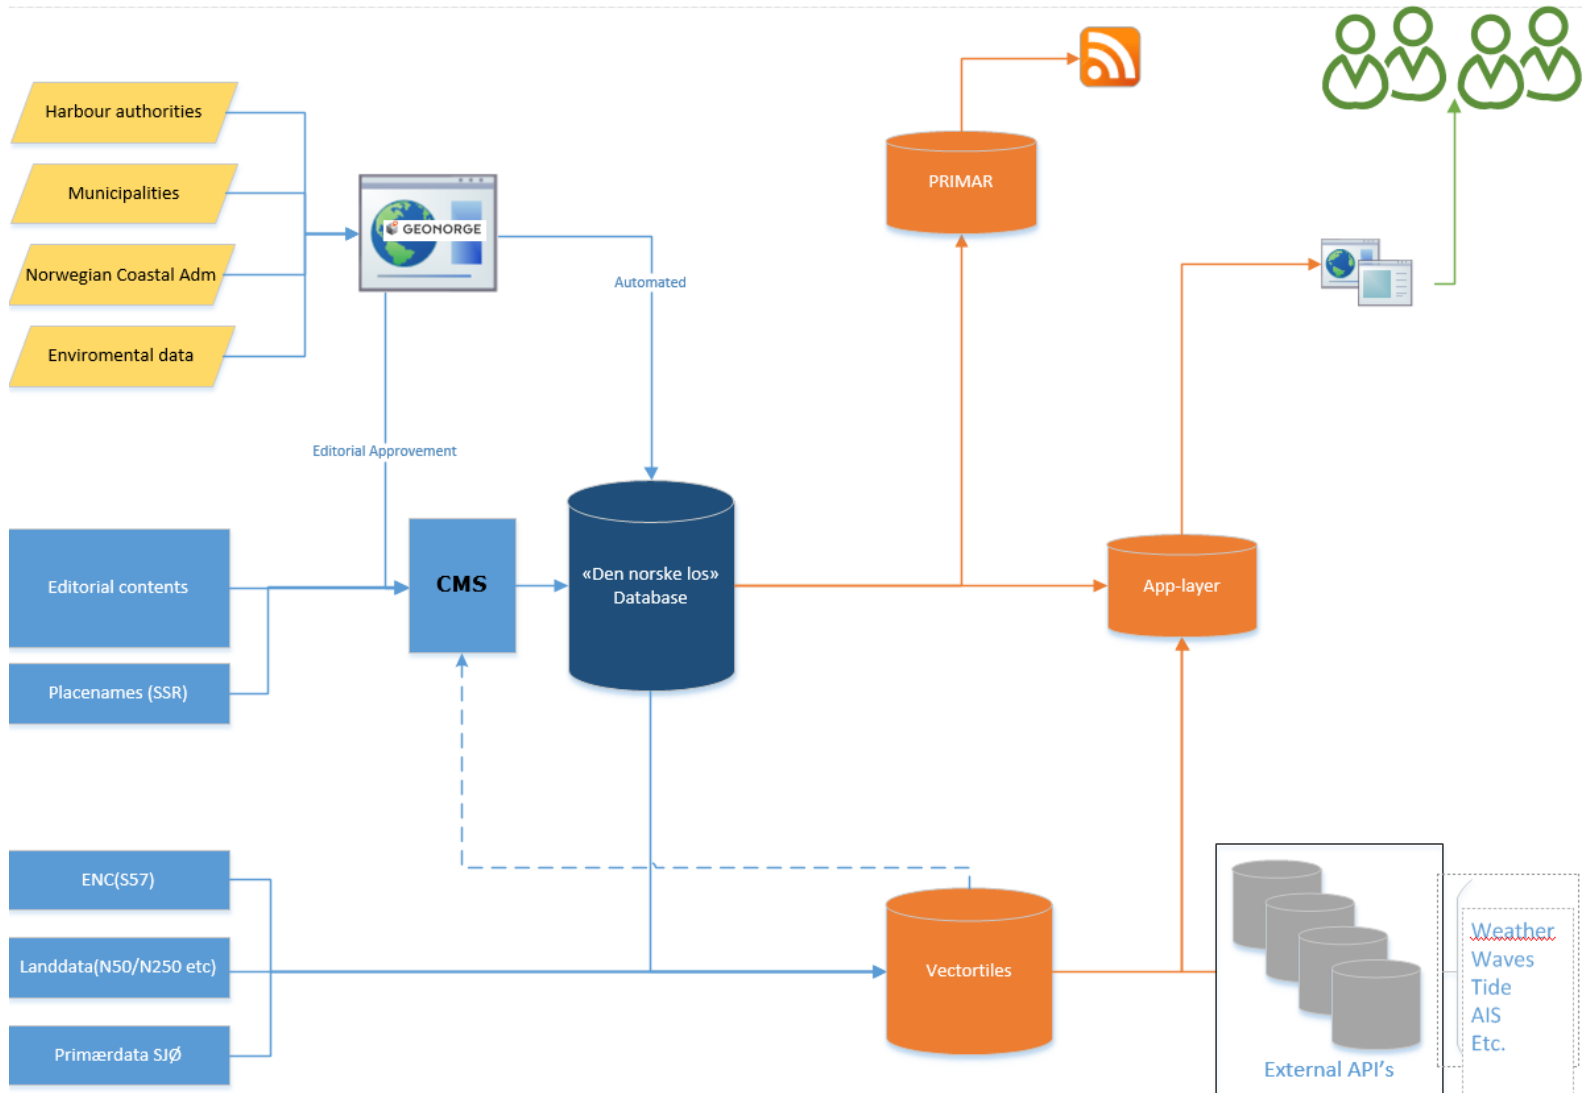 Harbour authorities
Municipalities
Norwegian Coastal Adm
Enviromental data
GEONORGE
Automated
Editorial Approvement
PRIMAR
Editorial contents
Placenames (SSR)
CMS
«Den norske los»
Database
App-layer
ENC(S57)
Landdata(N50/N250 etc)
Primærdata SJØ
Vectortiles
External API's
Weather
Waves
Tide
AIS
Etc.